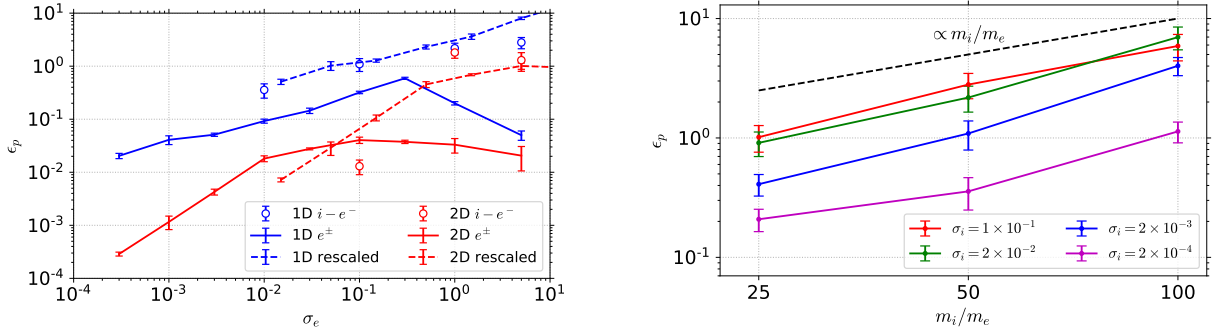 10^1
10^0
10^{-1}
10^{-2}
10^{-3}
10^{-4}
ϵ_p
10^{-4} 10^{-3} 10^{-2} 10^{-1} 10^0 10^1
σ_e
1D i − e^-
1D e^±
1D rescaled
2D i − e^-
2D e^±
2D rescaled
10^1
10^0
10^{-1}
ϵ_p
∝ m_i/m_e
σ_i = 1 × 10^{-1}
σ_i = 2 × 10^{-2}
σ_i = 2 × 10^{-3}
σ_i = 2 × 10^{-4}
25 50 100
m_i/m_e